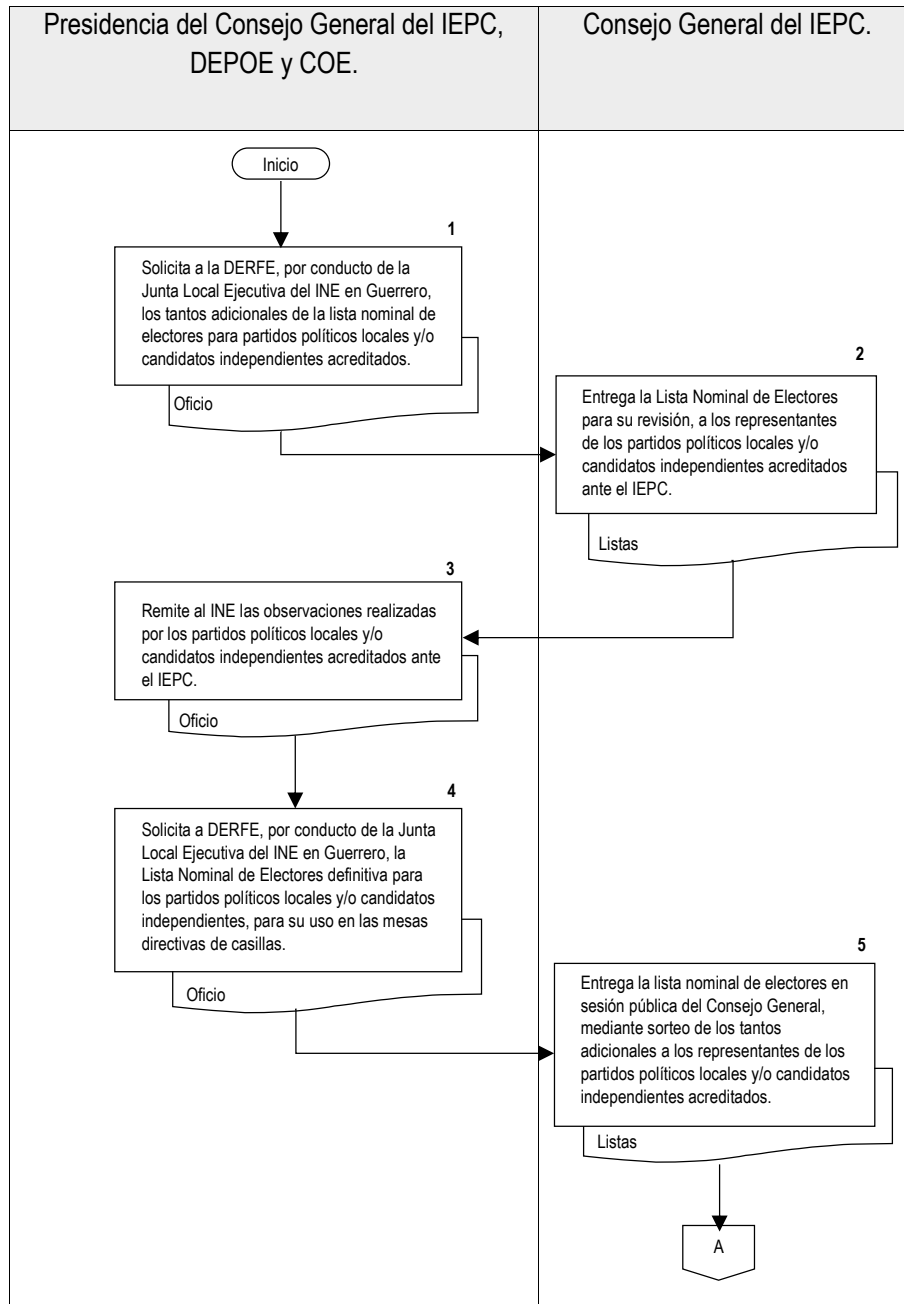 Presidencia del Consejo General del IEPC,
DEPOE y COE.
Consejo General del IEPC.
Inicio
1
Solicita a la DERFE, por conducto de la
Junta Local Ejecutiva del INE en Guerrero,
los tantos adicionales de la lista nominal de
electores para partidos políticos locales y/o
candidatos independientes acreditados.
Oficio
2
Entrega la Lista Nominal de Electores
para su revisión, a los representantes
de los partidos políticos locales y/o
candidatos independientes acreditados
ante el IEPC.
Listas
3
Remite al INE las observaciones realizadas
por los partidos políticos locales y/o
candidatos independientes acreditados ante
el IEPC.
Oficio
4
Solicita a DERFE, por conducto de la Junta
Local Ejecutiva del INE en Guerrero, la
Lista Nominal de Electores definitiva para
los partidos políticos locales y/o candidatos
independientes, para su uso en las mesas
directivas de casillas.
Oficio
5
Entrega la lista nominal de electores en
sesión pública del Consejo General,
mediante sorteo de los tantos
adicionales a los representantes de los
partidos políticos locales y/o candidatos
independientes acreditados.
Listas
A